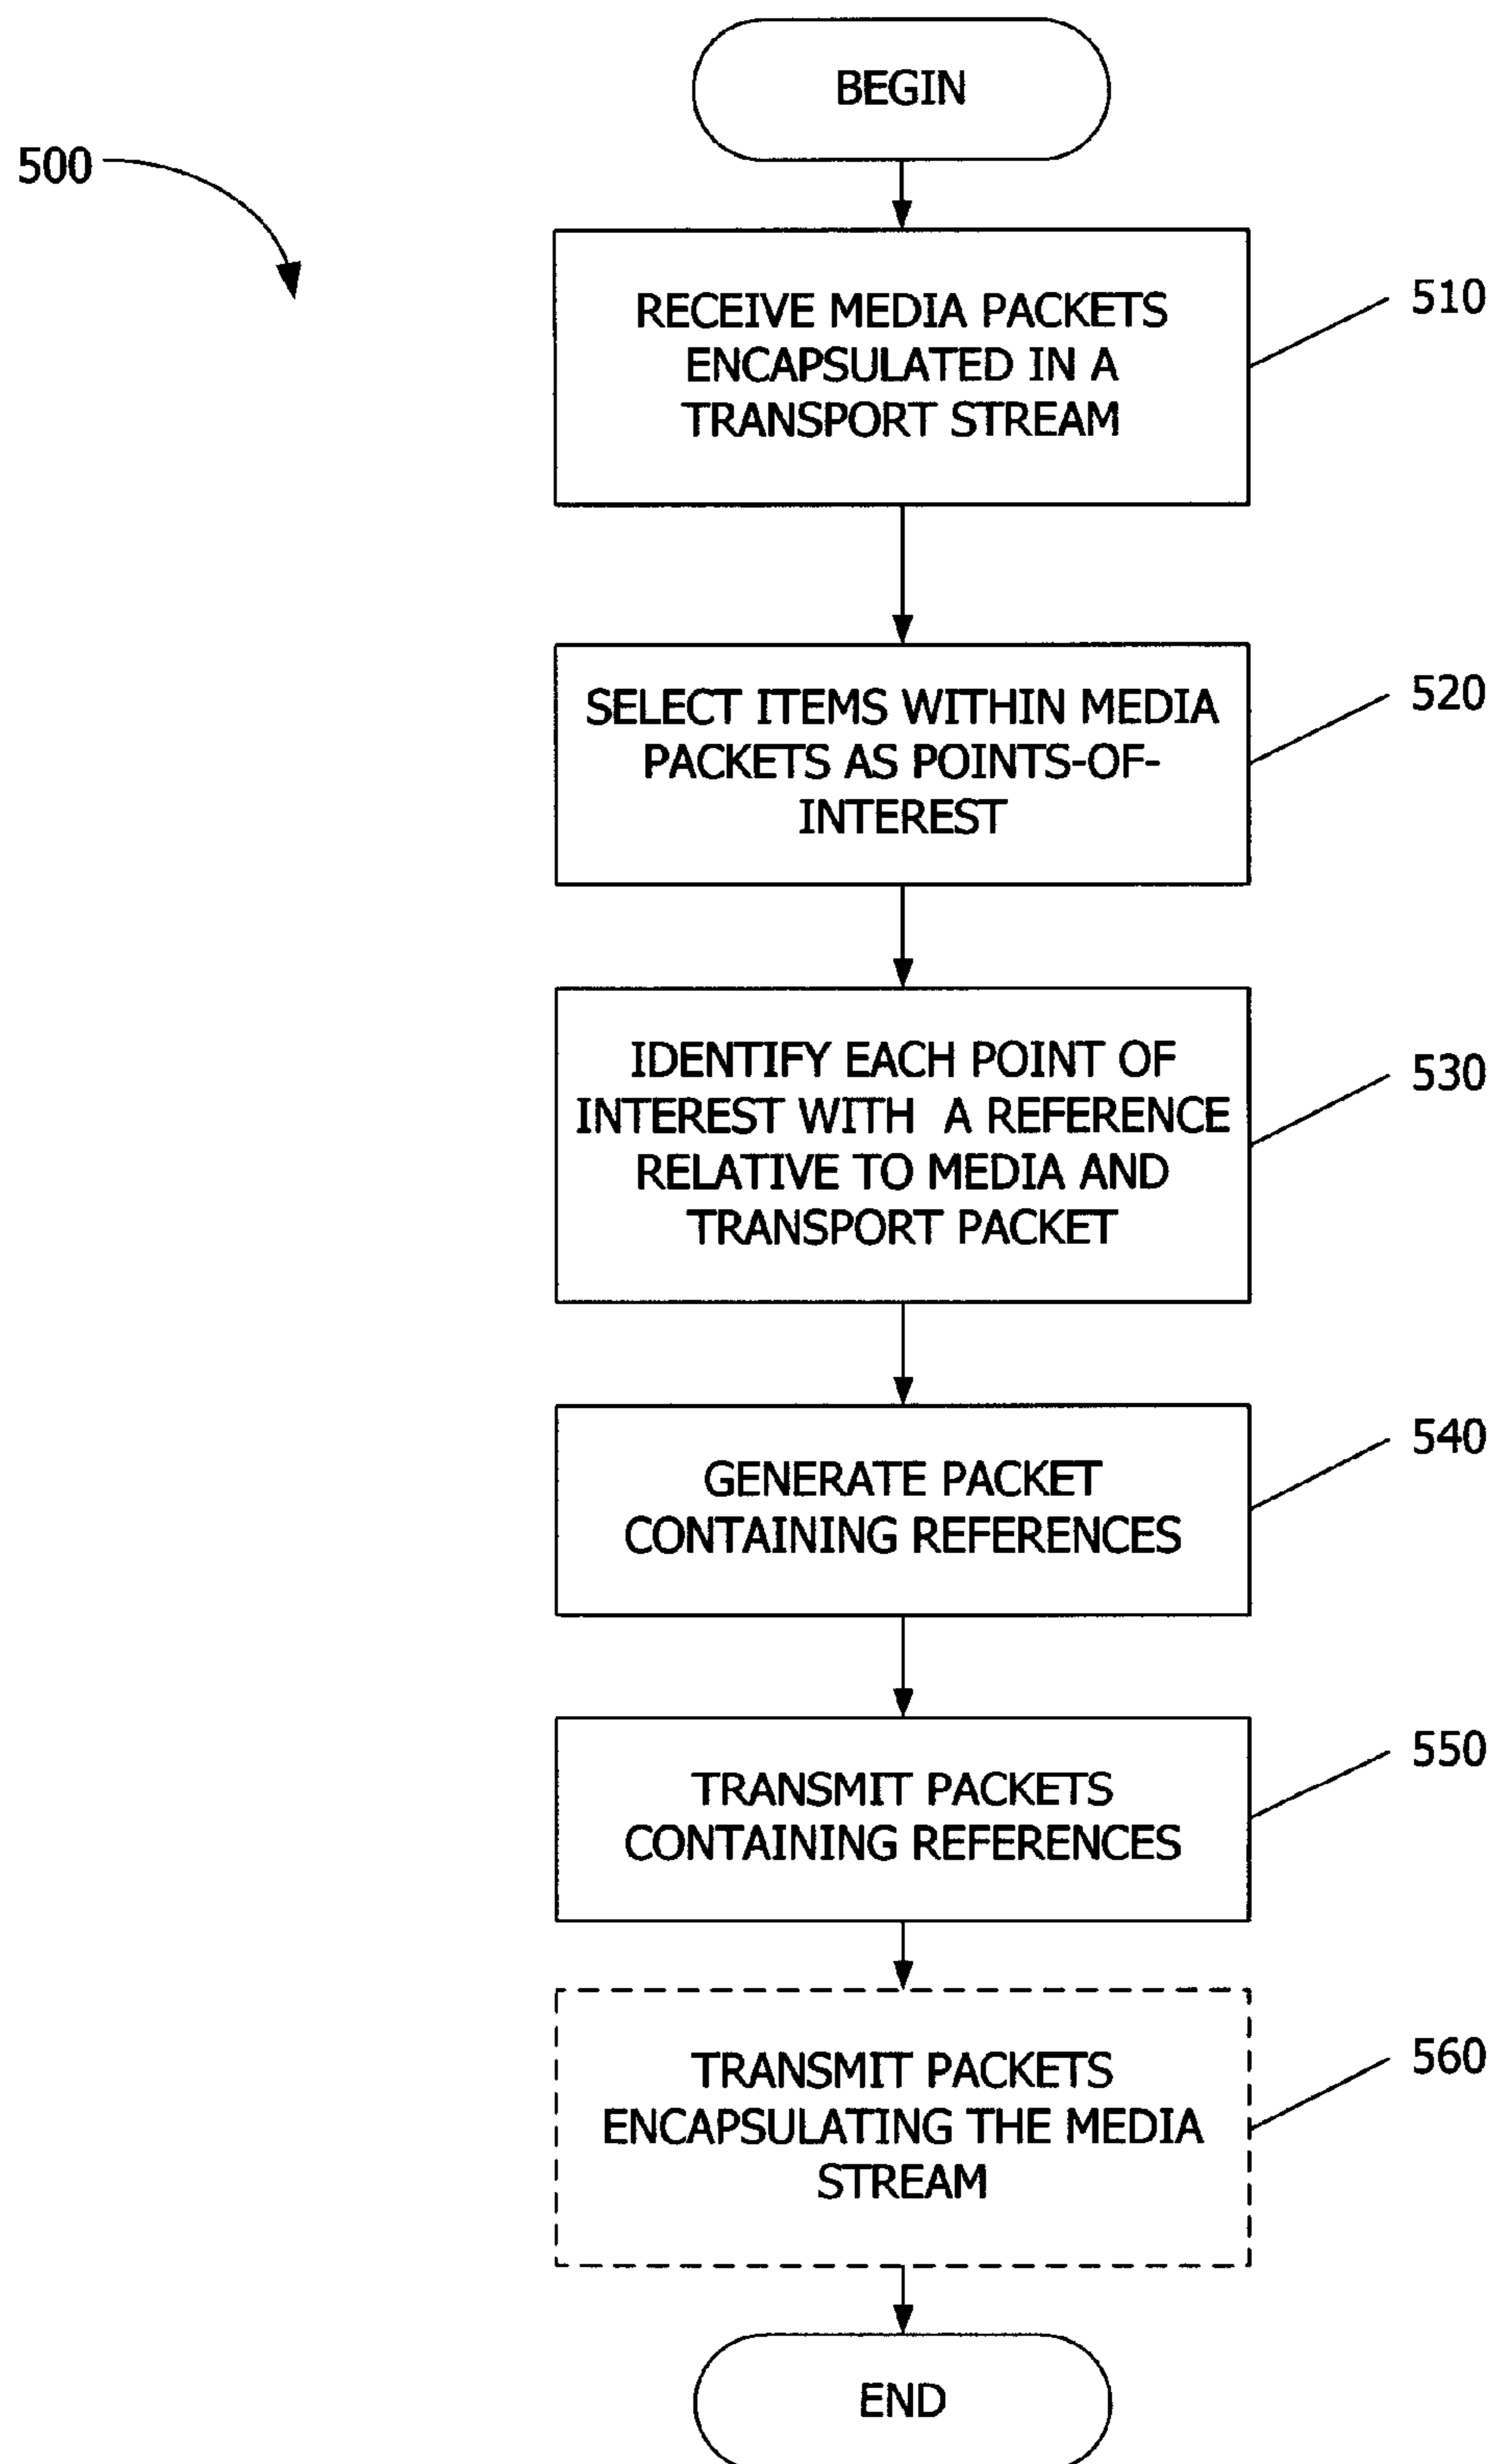 BEGIN
500
RECEIVE MEDIA PACKETS
ENCAPSULATED IN A
TRANSPORT STREAM
510
SELECT ITEMS WITHIN MEDIA
PACKETS AS POINTS-OF-
INTEREST
520
IDENTIFY EACH POINT OF
INTEREST WITH A REFERENCE
RELATIVE TO MEDIA AND
TRANSPORT PACKET
530
GENERATE PACKET
CONTAINING REFERENCES
540
TRANSMIT PACKETS
CONTAINING REFERENCES
550
TRANSMIT PACKETS
ENCAPSULATING THE MEDIA
STREAM
560
END